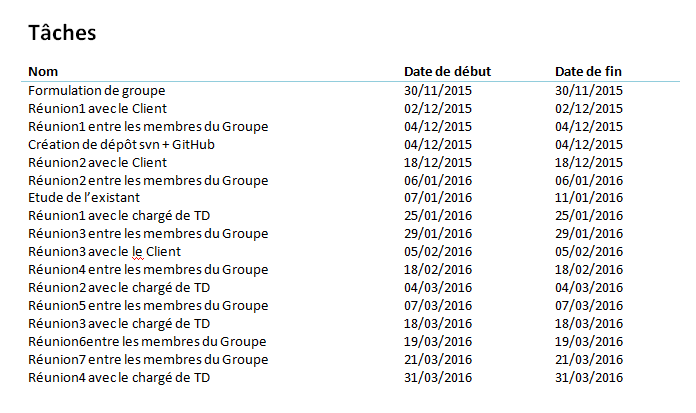 Tâches
Nom Date de début Date de fin
Formulation de groupe 30/11/2015 30/11/2015
Réunion1 avec le Client 02/12/2015 02/12/2015
Réunion1 entre les membres du Groupe 04/12/2015 04/12/2015
Création de dépôt svn + GitHub 04/12/2015 04/12/2015
Réunion2 avec le Client 18/12/2015 18/12/2015
Réunion2 entre les membres du Groupe 06/01/2016 06/01/2016
Etude de l'existant 07/01/2016 11/01/2016
Réunion1 avec le chargé de TD 25/01/2016 25/01/2016
Réunion3 entre les membres du Groupe 29/01/2016 29/01/2016
Réunion3 avec le le Client 05/02/2016 05/02/2016
Réunion4 entre les membres du Groupe 18/02/2016 18/02/2016
Réunion2 avec le chargé de TD 04/03/2016 04/03/2016
Réunion5 entre les membres du Groupe 07/03/2016 07/03/2016
Réunion3 avec le chargé de TD 18/03/2016 18/03/2016
Réunion6entre les membres du Groupe 19/03/2016 19/03/2016
Réunion7 entre les membres du Groupe 21/03/2016 21/03/2016
Réunion4 avec le chargé de TD 31/03/2016 31/03/2016